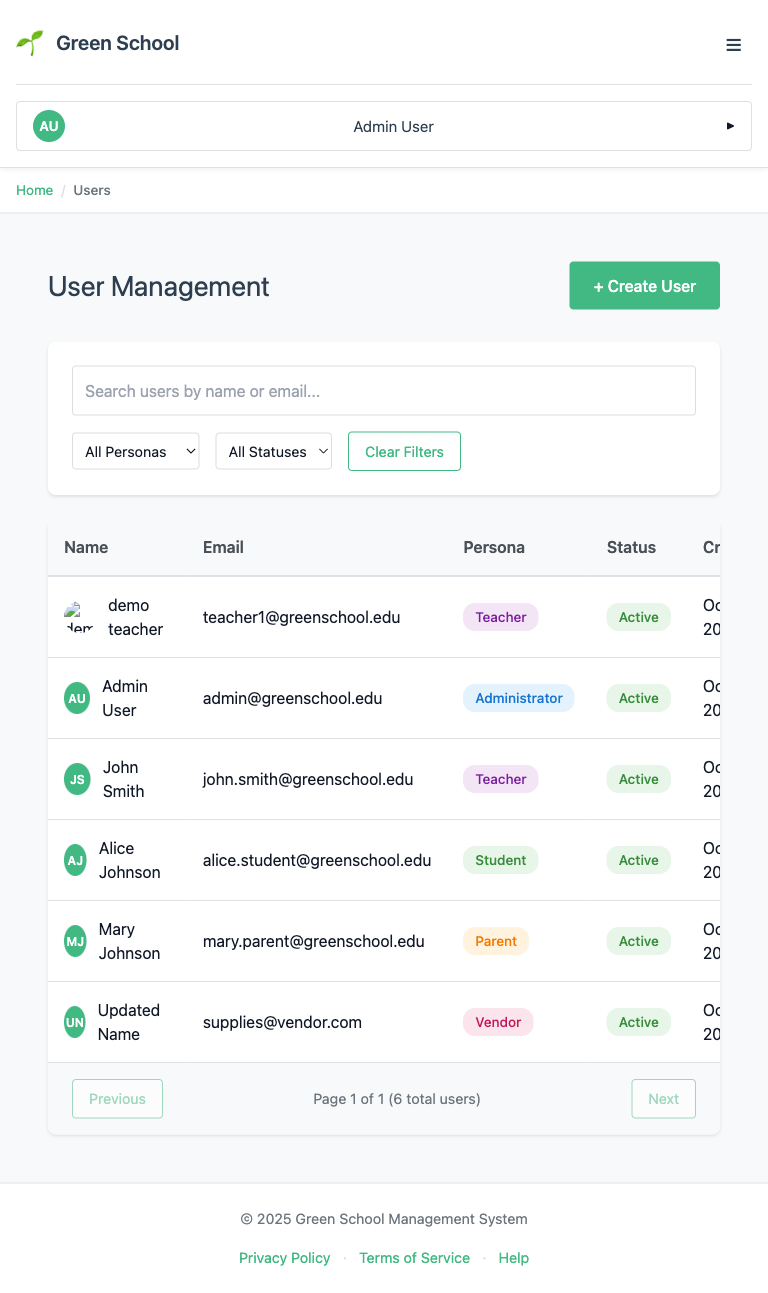 Green School
AU
Admin User
Home / Users
User Management
+ Create User
Search users by name or email...
All Personas
All Statuses
Clear Filters
Name Email Persona Status Cr
dem
demo
teacher
teacher1@greenschool.edu Teacher Active Oc
20
AU
Admin
User
admin@greenschool.edu Administrator Active Oc
20
JS
John
Smith
john.smith@greenschool.edu Teacher Active Oc
20
AJ
Alice
Johnson
alice.student@greenschool.edu Student Active Oc
20
MJ
Mary
Johnson
mary.parent@greenschool.edu Parent Active Oc
20
UN
Updated
Name
supplies@vendor.com Vendor Active Oc
20
Previous
Page 1 of 1 (6 total users)
Next
© 2025 Green School Management System
Privacy Policy · Terms of Service · Help